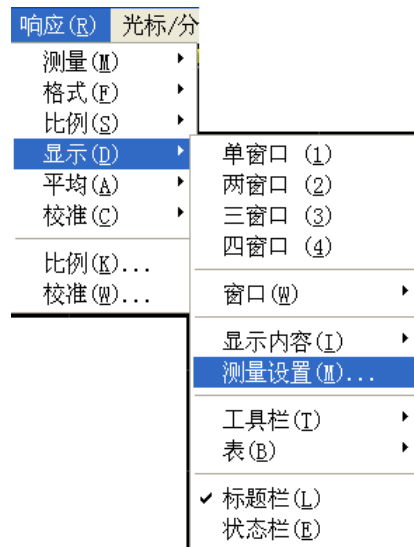 响应(R) 光标/分
测量(M)
格式(F)
比例(S)
显示(D)
平均(A)
校准(C)
比例(K)...
校准(W)...
单窗口 (1)
两窗口 (2)
三窗口 (3)
四窗口 (4)
窗口(W)
显示内容(I)
测量设置(M)...
工具栏(T)
表(B)
标题栏(L)
状态栏(E)